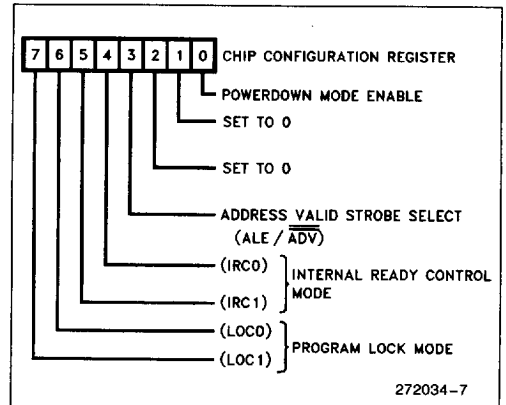 7 6 5 4 3 2 1 0 CHIP CONFIGURATION REGISTER
POWERDOWN MODE ENABLE
SET TO 0
SET TO 0
ADDRESS VALID STROBE SELECT
(ALE / ADV)
(IRC0)
INTERNAL READY CONTROL
MODE
(IRC1)
(LOC0)
PROGRAM LOCK MODE
(LOC1)
272034-7